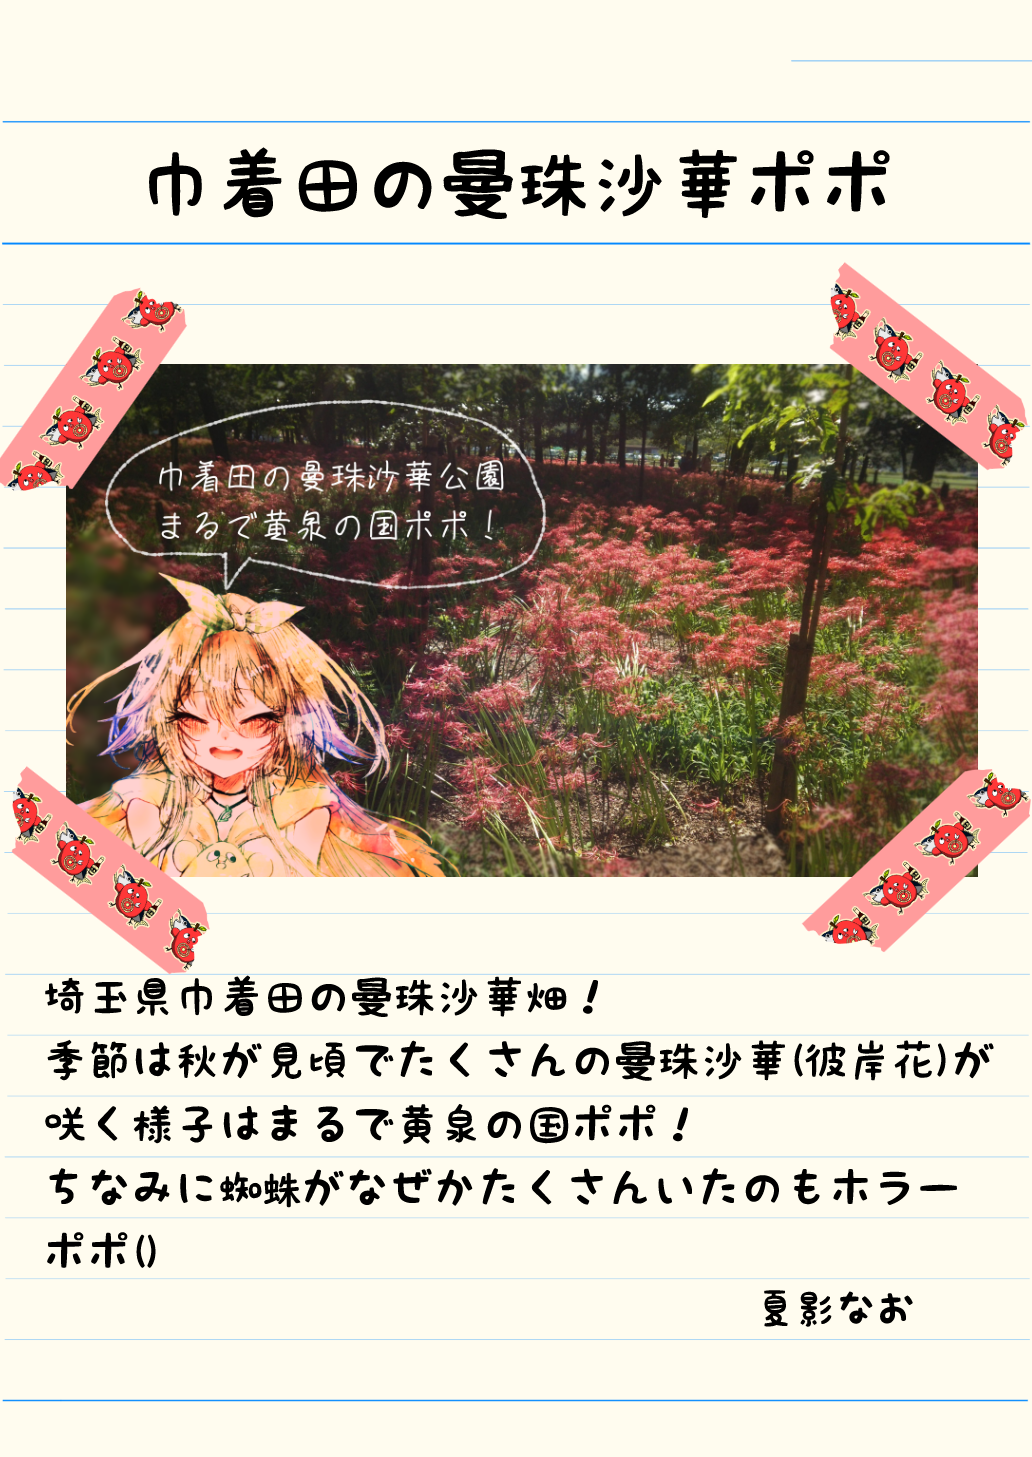 巾着田の曼珠沙華ポポ
巾着田の曼珠沙華公園
まるで黄泉の国ポポ！
埼玉県巾着田の曼珠沙華畑！
季節は秋が見頃でたくさんの曼珠沙華(彼岸花)が
咲く様子はまるで黄泉の国ポポ！
ちなみに蜘蛛がなぜかたくさんいたのもホラー
ポポ()
夏影なお